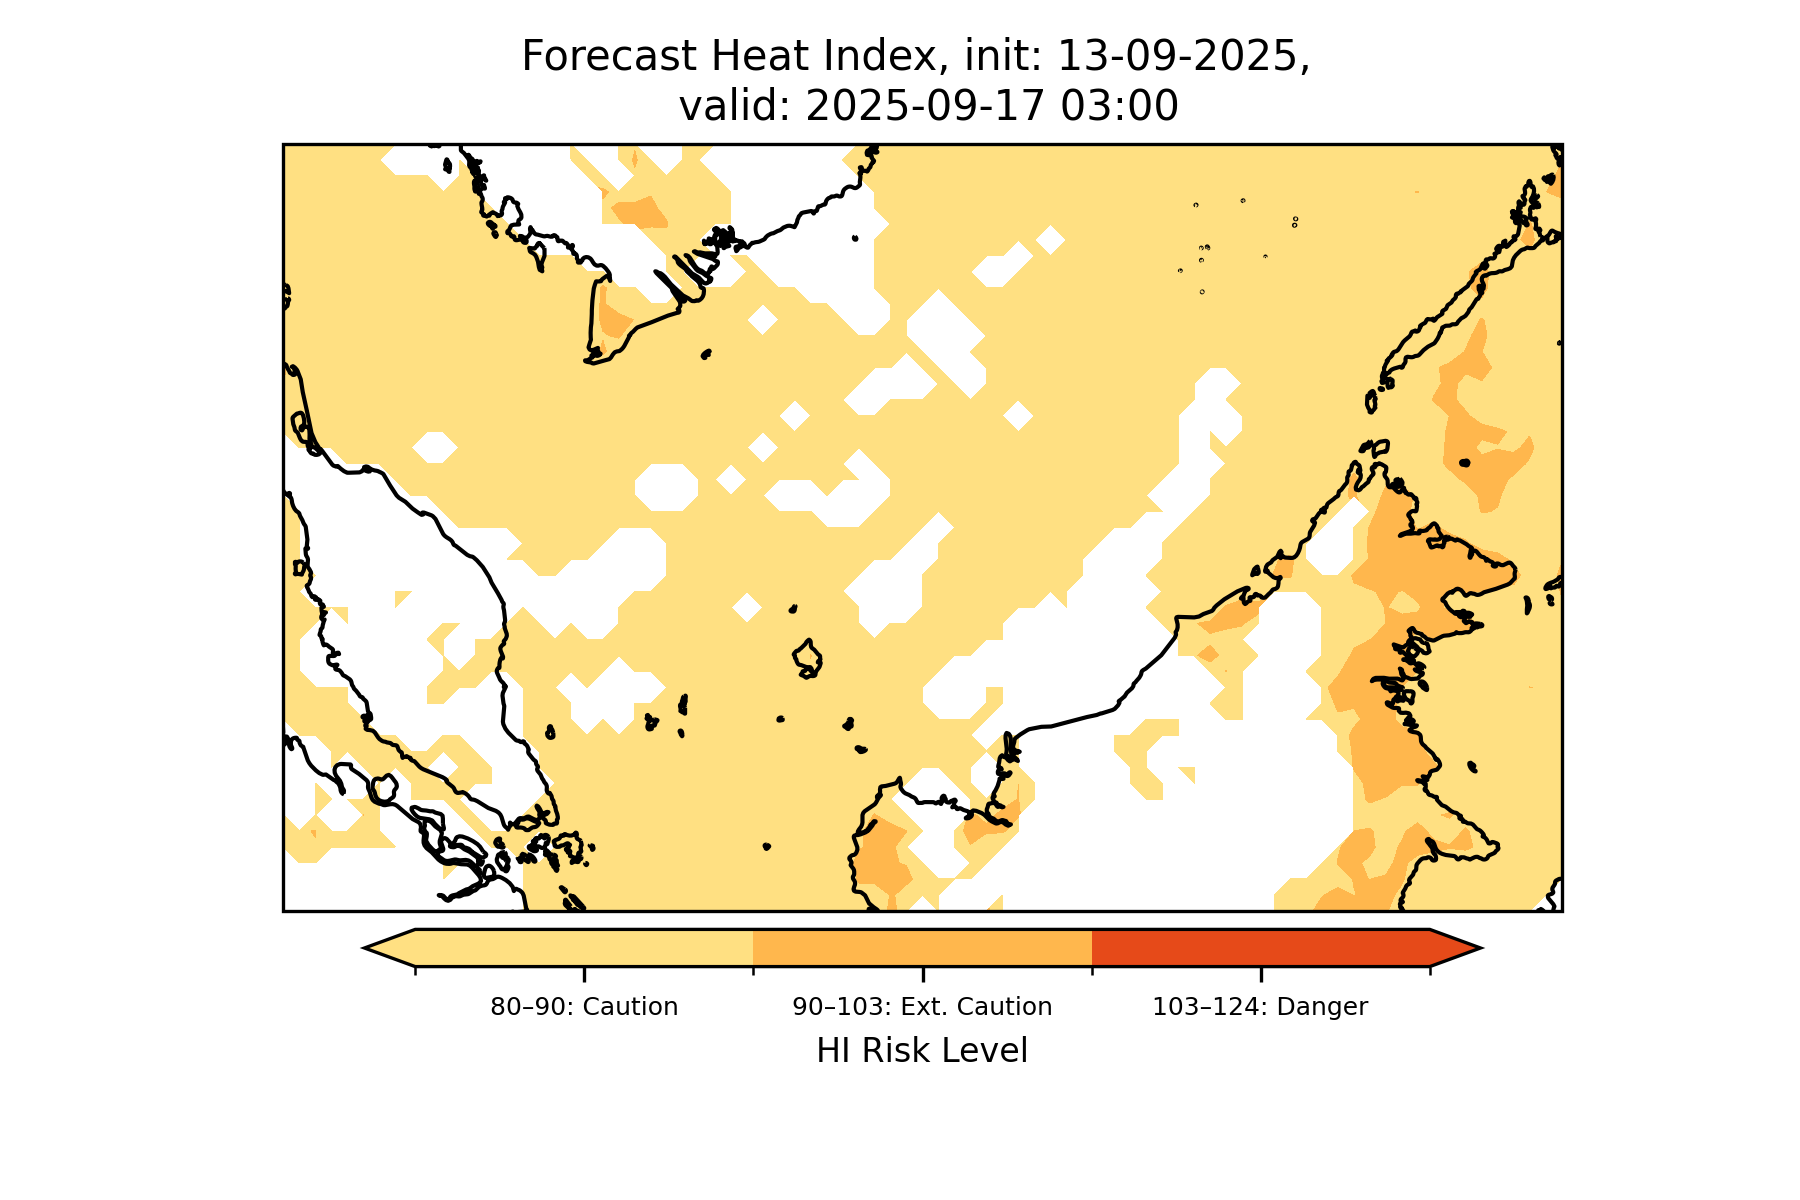 Forecast Heat Index, init: 13-09-2025,
valid: 2025-09-17 03:00
80–90: Caution
90–103: Ext. Caution
103–124: Danger
HI Risk Level